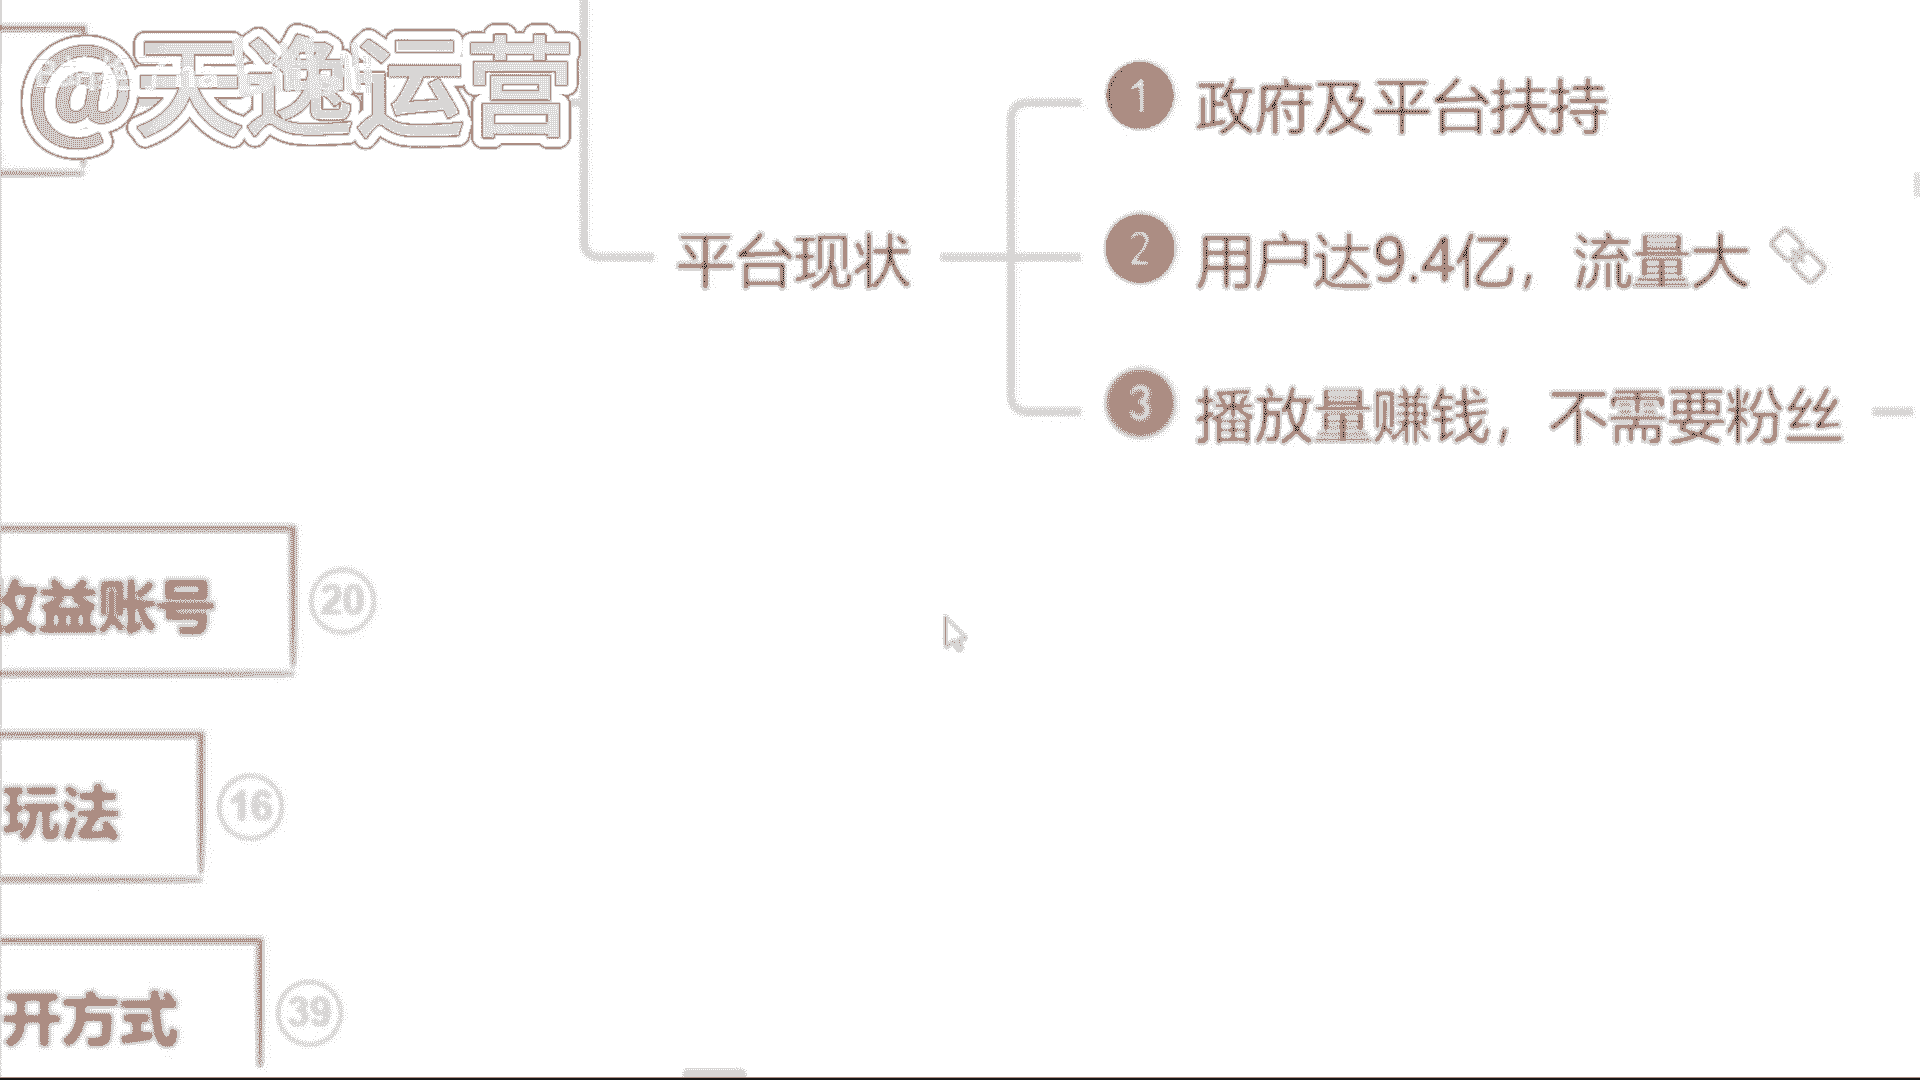 @天逸运营
1 政府及平台扶持
平台现状
2 用户达9.4亿，流量大
3 播放量赚钱，不需要粉丝
收益账号 20
玩法 16
开方式 39